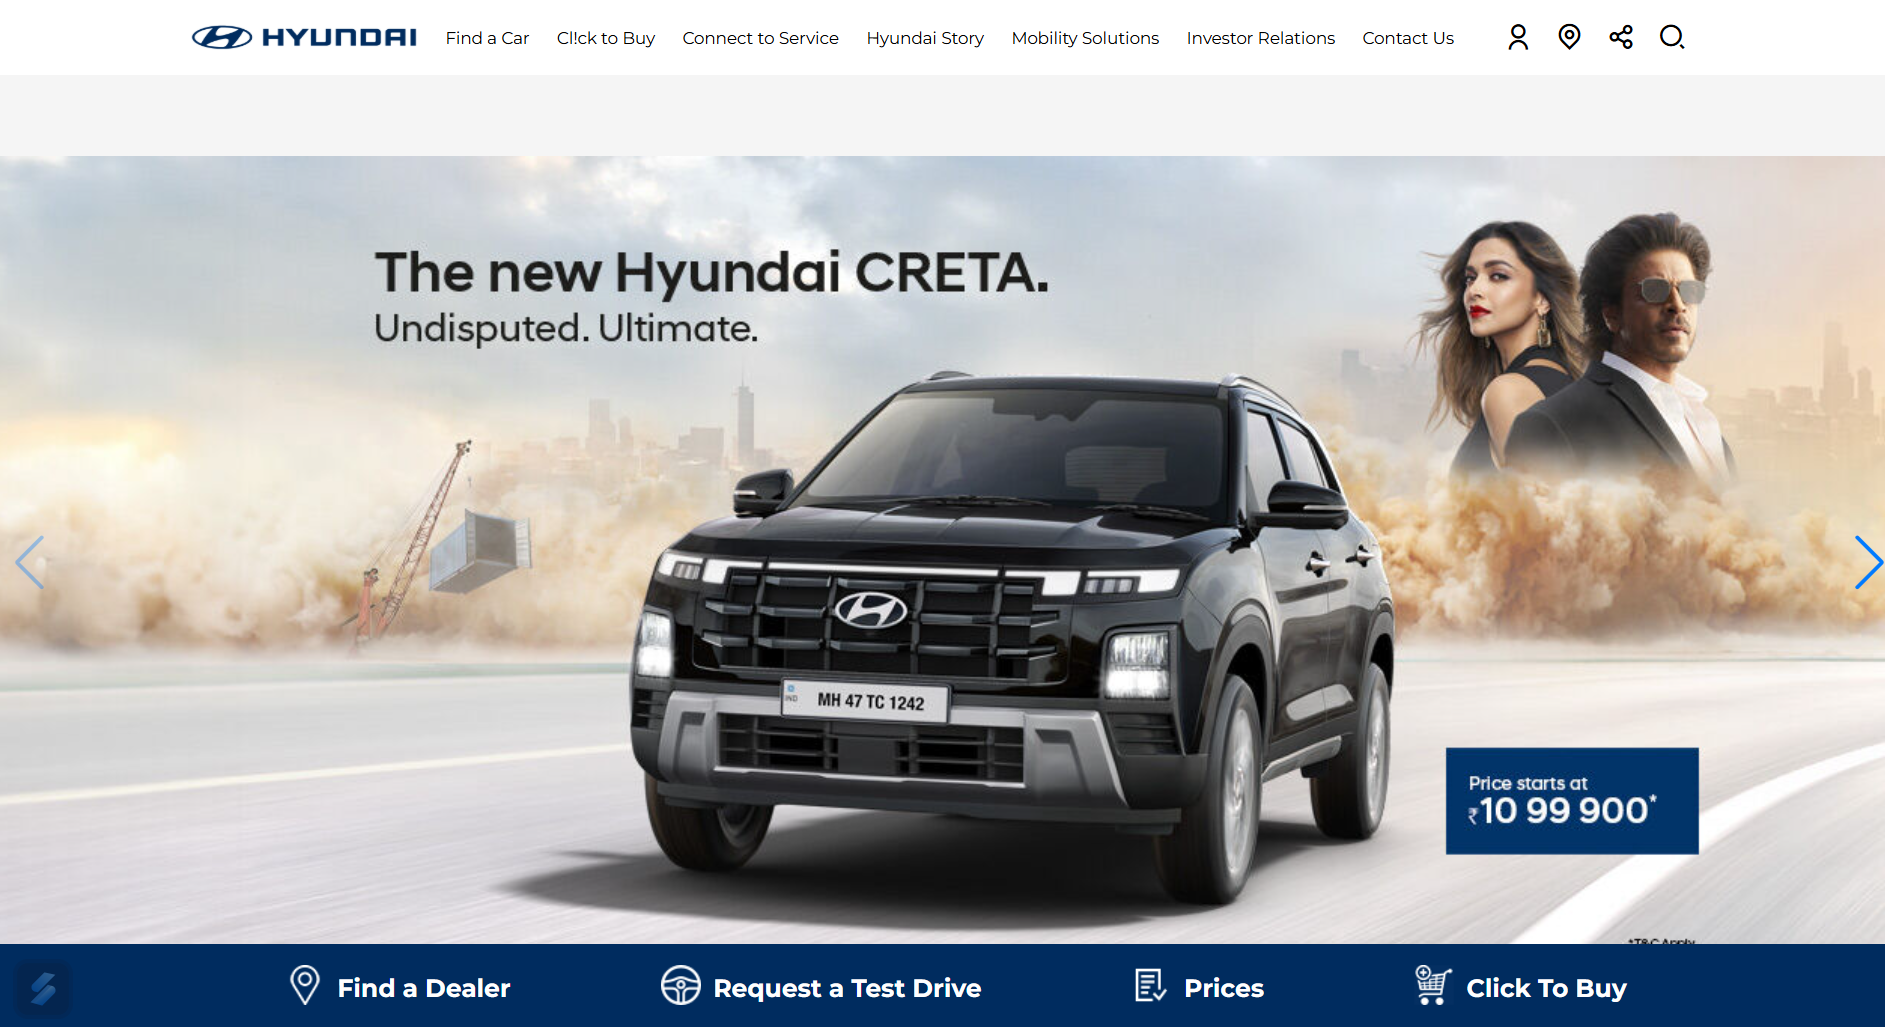 HYUNDAI
Find a Car
Cl!ck to Buy
Connect to Service
Hyundai Story
Mobility Solutions
Investor Relations
Contact Us
The new Hyundai CRETA.
Undisputed. Ultimate.
IND
MH 47 TC 1242
Price starts at
₹10 99 900*
*T&C Apply
Find a Dealer
Request a Test Drive
Prices
Click To Buy